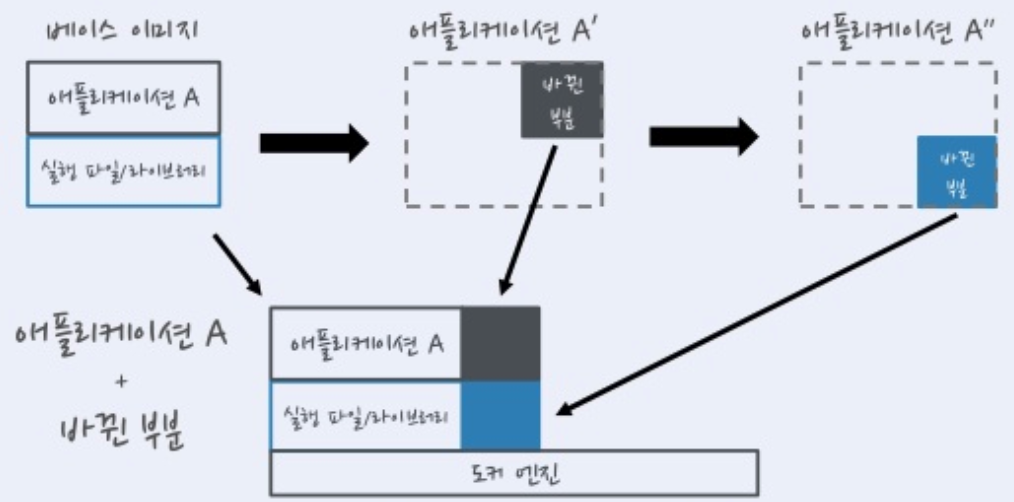 베이스 이미지
애플리케이션 A
실행 파일/라이브러리
애플리케이션 A'
바뀐
부분
애플리케이션 A"
바뀐
부분
애플리케이션 A
+
바뀐 부분
애플리케이션 A
실행 파일/라이브러리
도커 엔진